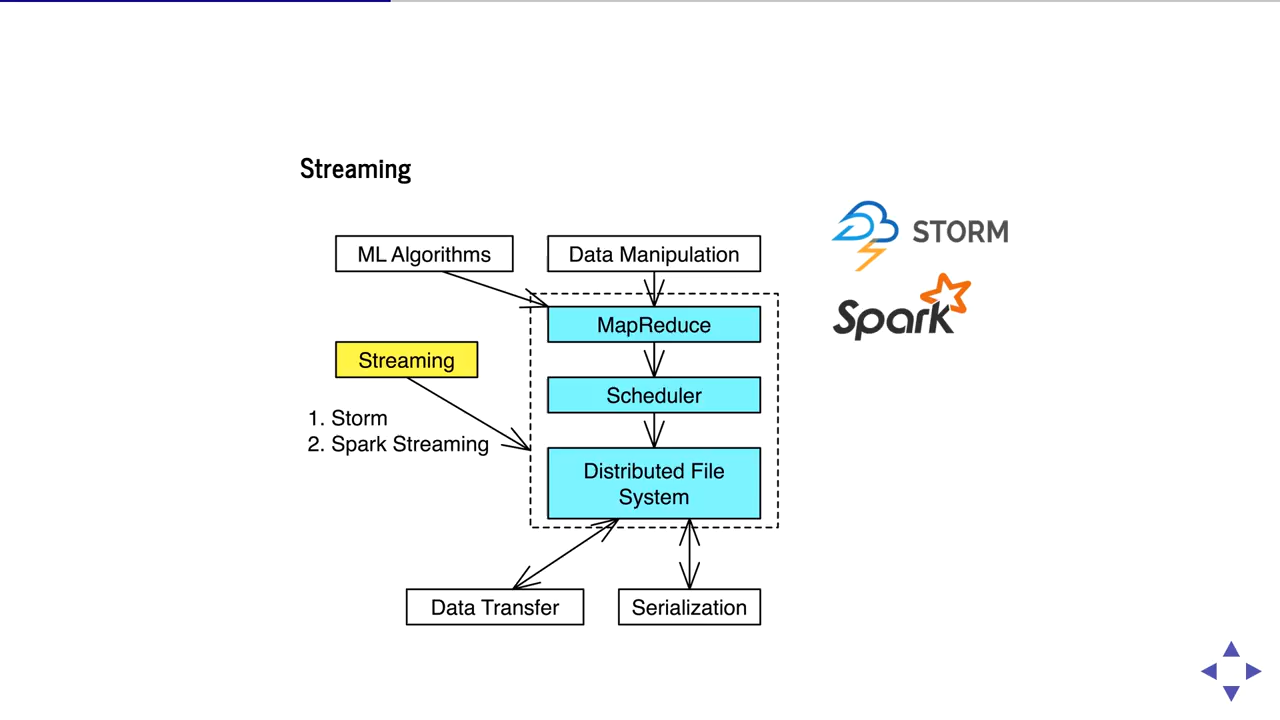 Streaming
STORM
Spark
ML Algorithms
Data Manipulation
MapReduce
Streaming
Scheduler
1. Storm
2. Spark Streaming
Distributed File
System
Data Transfer
Serialization